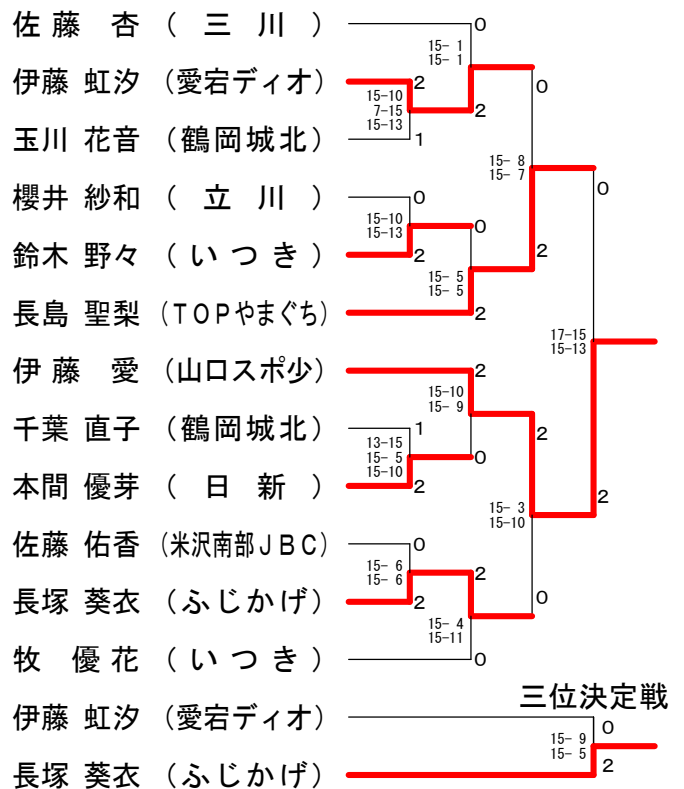 佐藤 杏 (三川) 0
15- 1
15- 1
伊藤 虹汐 (愛宕ディオ) 2 2 0
15-10
7-15
15-13
玉川 花音 (鶴岡城北) 1
15- 8
15- 7
櫻井 紗和 (立川) 0 0
15-10
15-13
0
鈴木 野々 (いつき) 2 2
15- 5
15- 5
長島 聖梨 (TOPやまぐち) 2
17-15
15-13
伊藤 愛 (山口スポ少) 2
15-10
15- 9
千葉 直子 (鶴岡城北) 1 2
13-15
15- 5
15-10
0
本間 優芽 (日新) 2 2
15- 3
15-10
佐藤 佑香 (米沢南部JBC) 0
15- 6
15- 6
2
長塚 葵衣 (ふじかげ) 2 0
15- 4
15-11
牧 優花 (いつき) 0
三位決定戦
伊藤 虹汐 (愛宕ディオ) 0
15- 9
15- 5
長塚 葵衣 (ふじかげ) 2